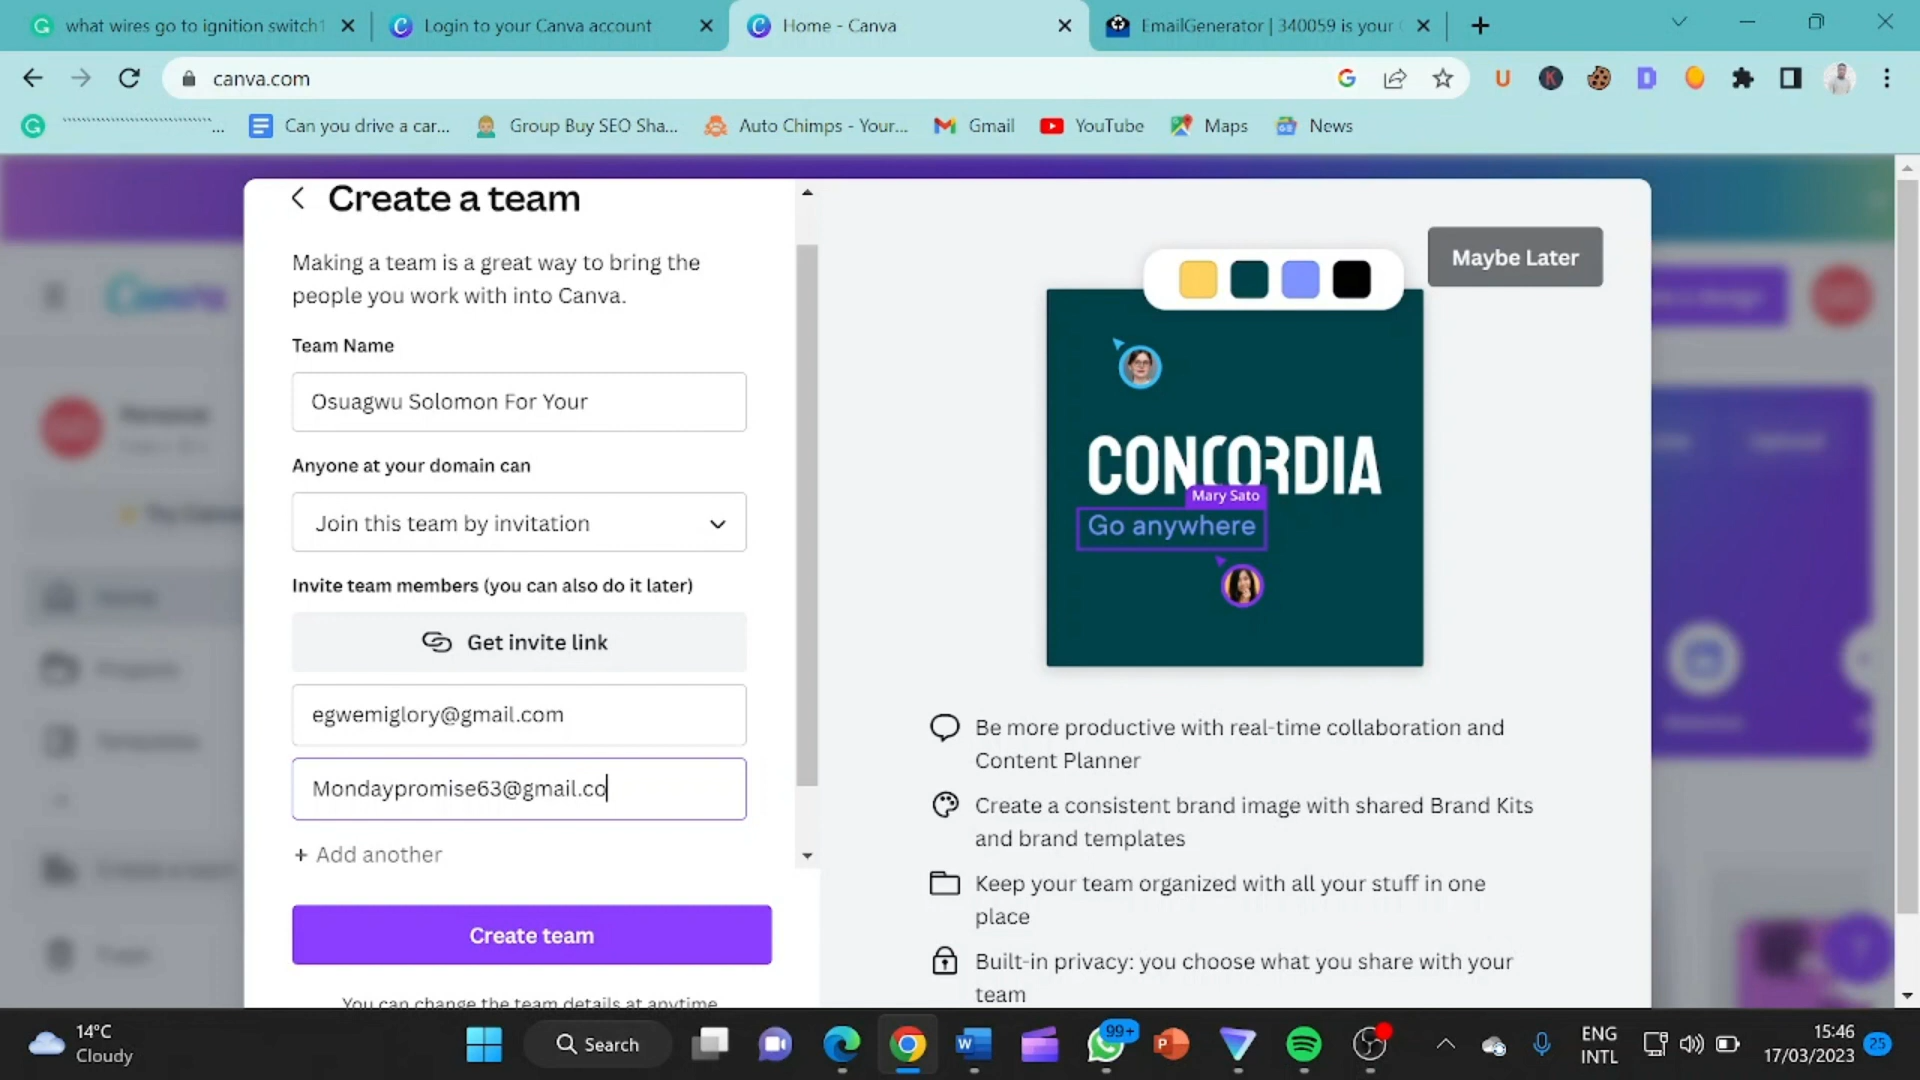 what wires go to ignition switch1
Login to your Canva account
Home - Canva
EmailGenerator | 340059 is your
canva.com
Can you drive a car...
Group Buy SEO Sha...
Auto Chimps - Your...
Gmail
YouTube
Maps
News
Create a team
Making a team is a great way to bring the
people you work with into Canva.
Team Name
Osuagwu Solomon For Your
Anyone at your domain can
Join this team by invitation
Invite team members (you can also do it later)
Get invite link
egwemiglory@gmail.com
Mondaypromise63@gmail.co
+ Add another
Create team
You can change the team details at anytime
Maybe Later
CONCORDIA
Mary Sato
Go anywhere
Be more productive with real-time collaboration and
Content Planner
Create a consistent brand image with shared Brand Kits
and brand templates
Keep your team organized with all your stuff in one
place
Built-in privacy: you choose what you share with your
team
Canva
Home
14°C
Cloudy
Search
99+
ENG
INTL
15:46
17/03/2023
25